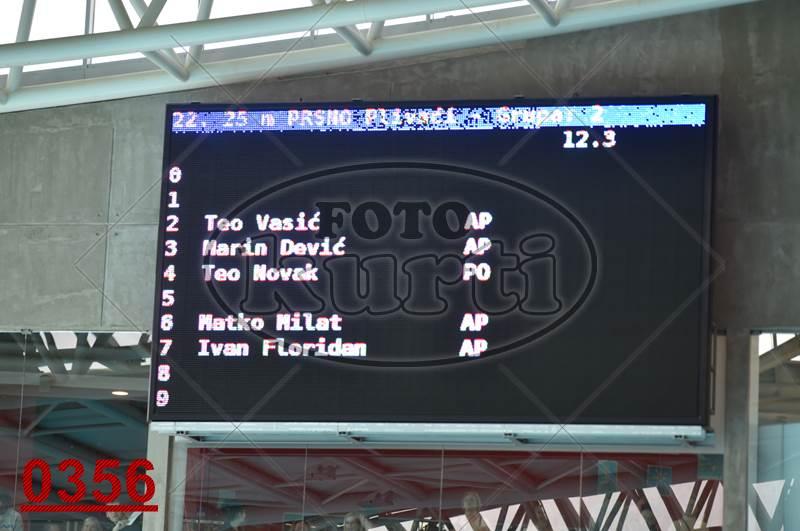 22. 25 m PRSNO Plivači - Grupa: 2
12.3
0
1
2 Teo Vasić AP
3 Marin Dević AP
4 Teo Novak PO
5
6 Matko Milat AP
7 Ivan Floridan AP
8
9
FOTO
kurti
0356